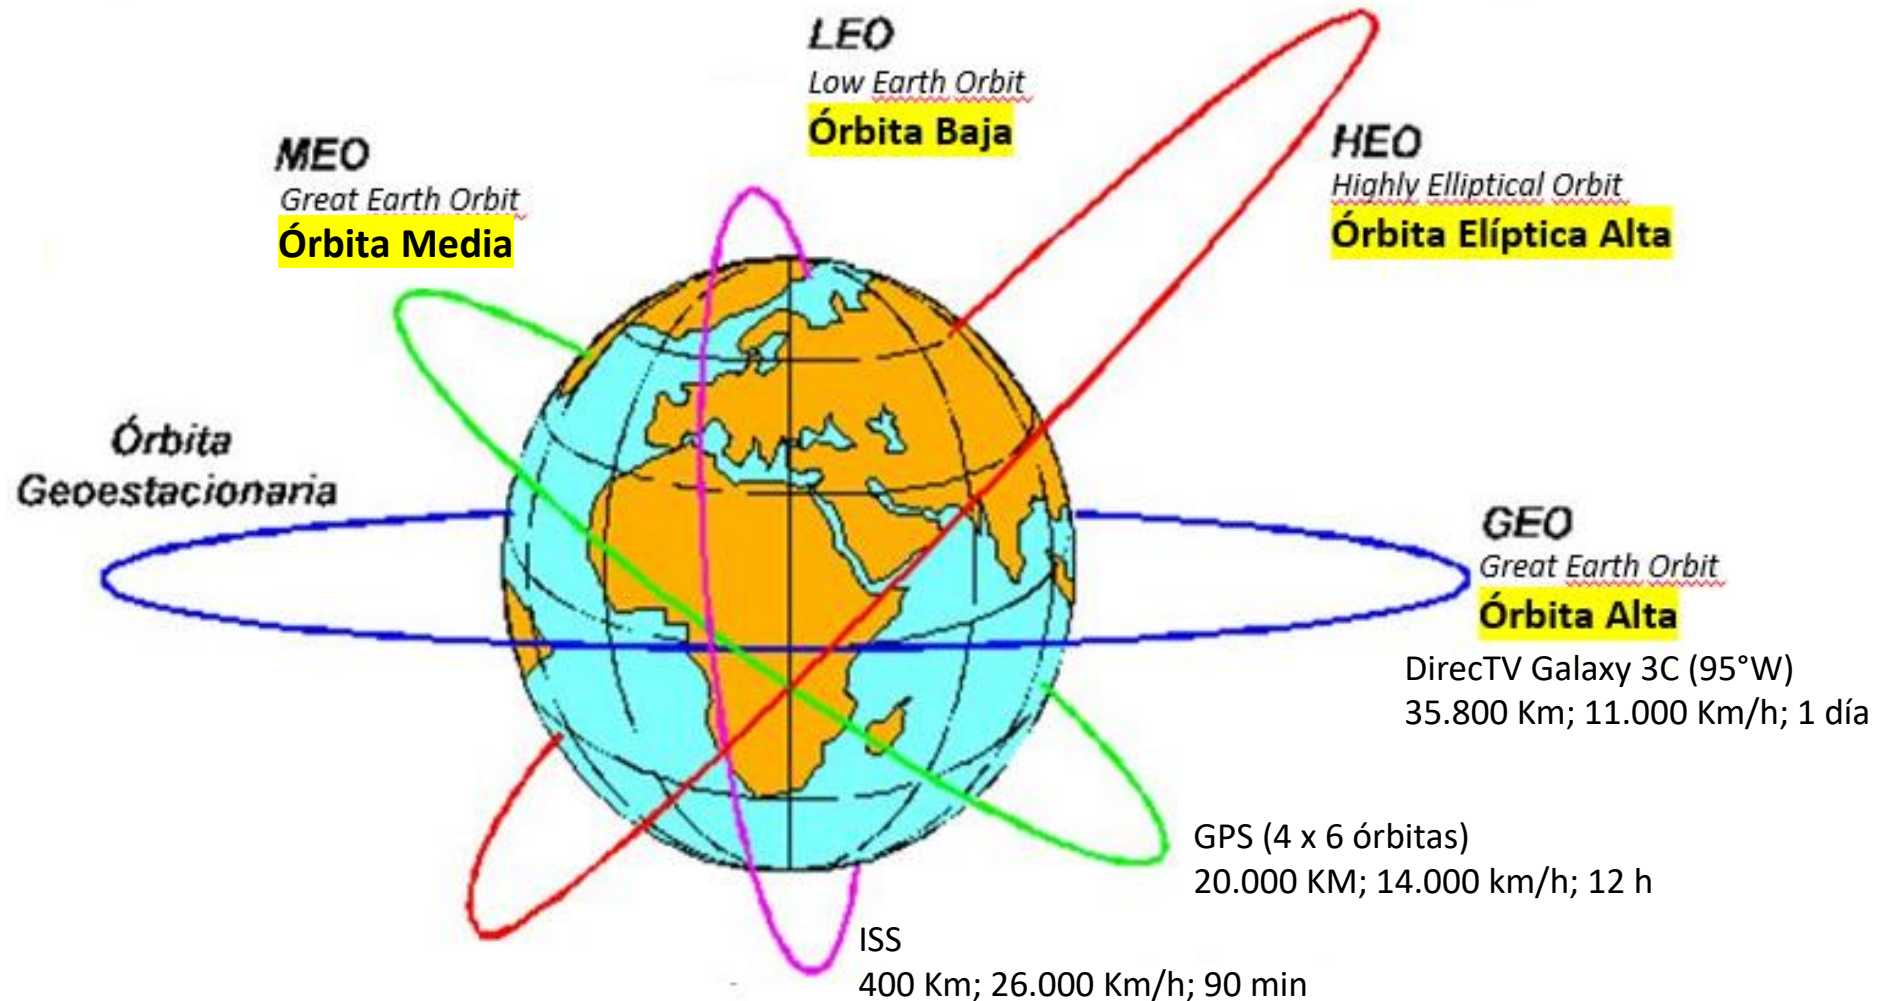 LEO
Low Earth Orbit
Órbita Baja
MEO
Great Earth Orbit
Órbita Media
HEO
Highly Elliptical Orbit
Órbita Elíptica Alta
Órbita
Geoestacionaria
GEO
Great Earth Orbit
Órbita Alta
DirecTV Galaxy 3C (95°W)
35.800 Km; 11.000 Km/h; 1 día
GPS (4 x 6 órbitas)
20.000 KM; 14.000 km/h; 12 h
ISS
400 Km; 26.000 Km/h; 90 min